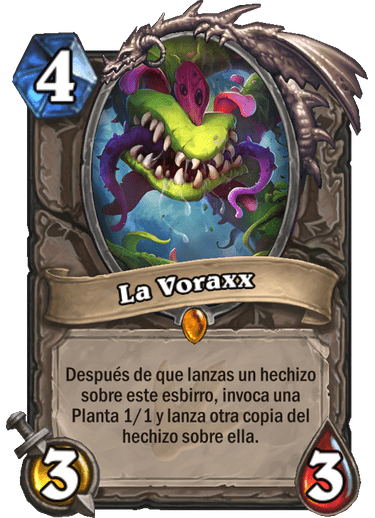 4
La Voraxx
Después de que lanzas un hechizo
sobre este esbirro, invoca una
Planta 1/1 y lanza otra copia del
hechizo sobre ella.
3
3